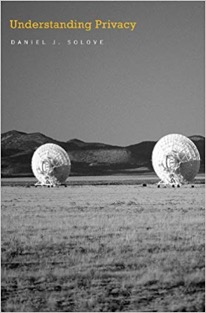 Understanding Privacy
DANIEL J. SOLOVE